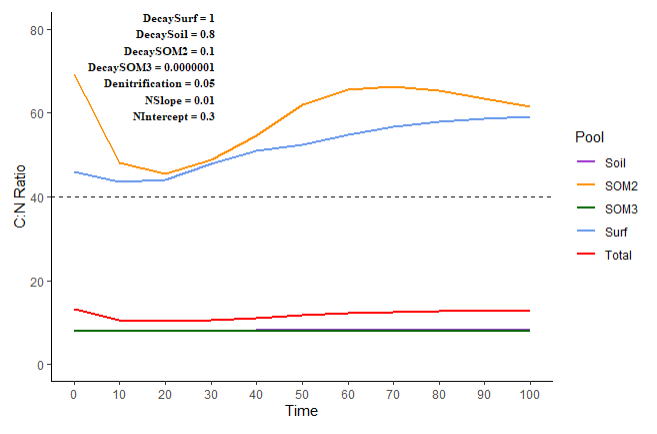 DecaySurf = 1
DecaySoil = 0.8
DecaySOM2 = 0.1
DecaySOM3 = 0.0000001
Denitrification = 0.05
NSlope = 0.01
NIntercept = 0.3
80
60
40
20
0
C:N Ratio
0 10 20 30 40 50 60 70 80 90 100
Time
Pool
Soil
SOM2
SOM3
Surf
Total